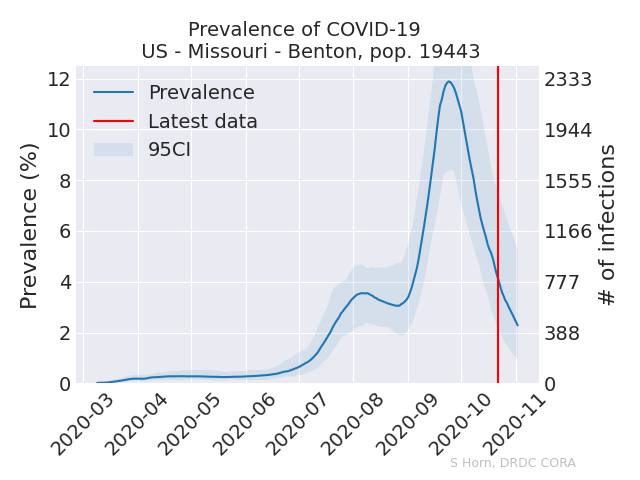 Prevalence of COVID-19
US - Missouri - Benton, pop. 19443
Prevalence
Latest data
95CI
Prevalence (%)
12
10
8
6
4
2
0
2333
1944
1555
1166
777
388
0
# of infections
2020-03
2020-04
2020-05
2020-06
2020-07
2020-08
2020-09
2020-10
2020-11
S Horn, DRDC CORA